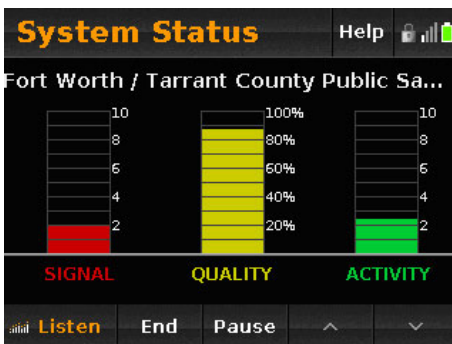 System Status
Help
Fort Worth / Tarrant County Public Sa...
10 100% 10
8 80% 8
6 60% 6
4 40% 4
2 20% 2
SIGNAL QUALITY ACTIVITY
Listen End Pause